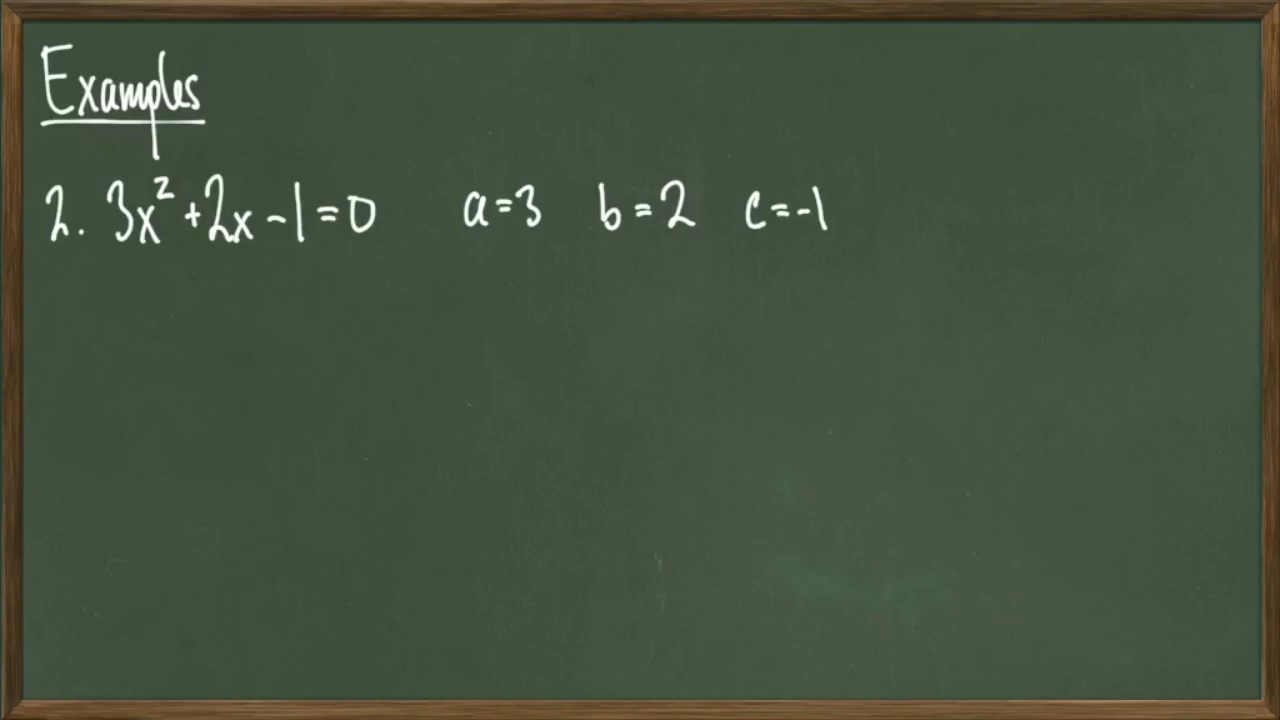 Examples
2. 3x² + 2x - 1 = 0 a = 3 b = 2 c = -1